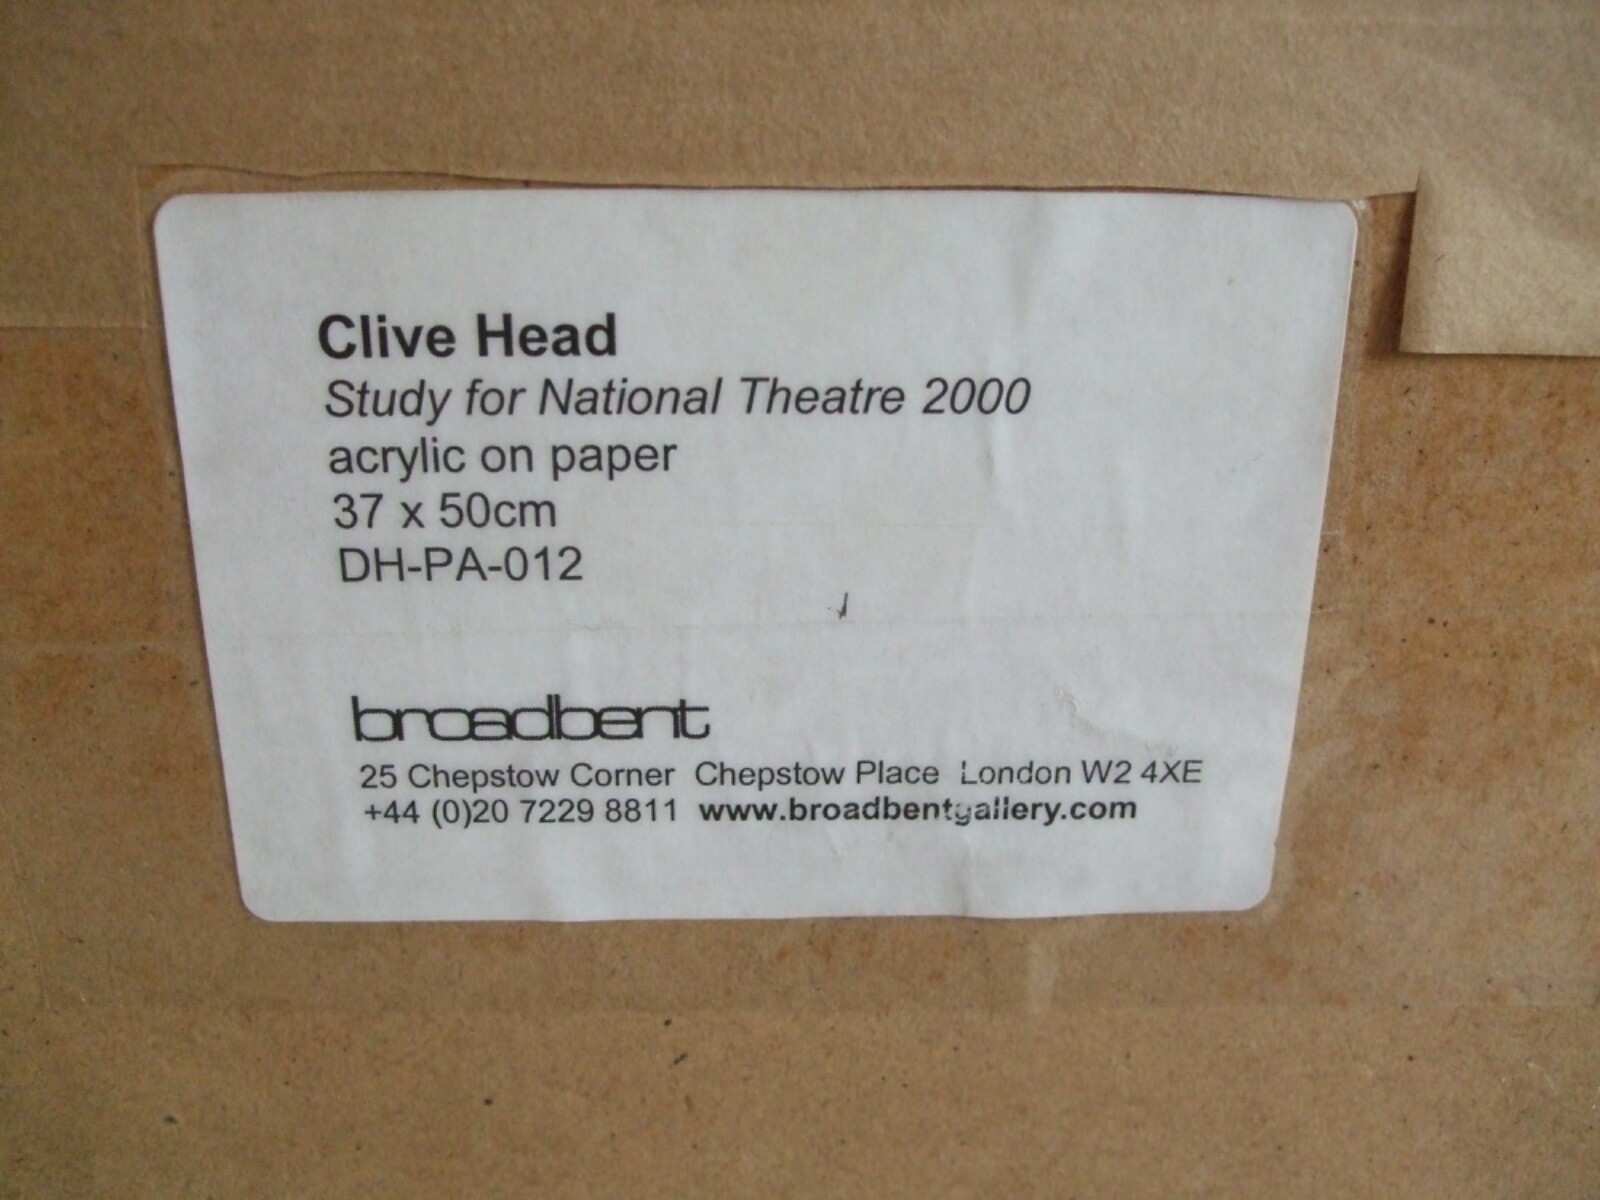 Clive Head
Study for National Theatre 2000
acrylic on paper
37 x 50cm
DH-PA-012
broadbent
25 Chepstow Corner Chepstow Place London W2 4XE
+44 (0)20 7229 8811 www.broadbentgallery.com